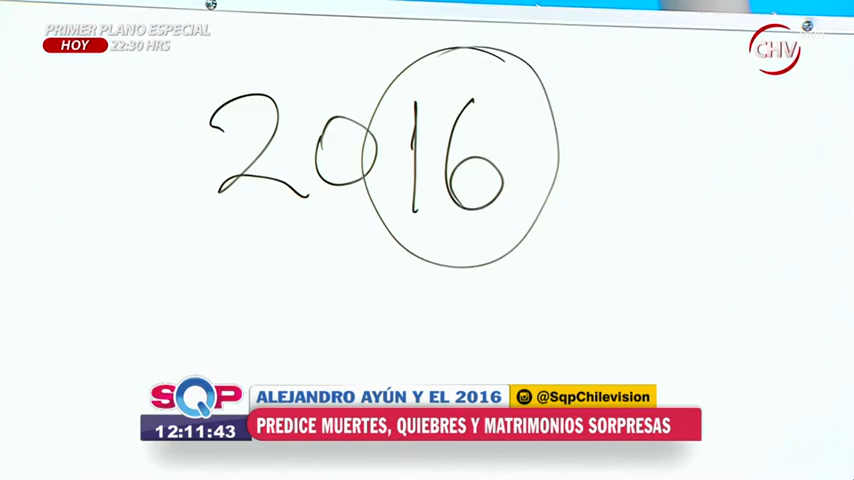 PRIMER PLANO ESPECIAL
HOY 22:30 HRS
CHV
2016
SQP
ALEJANDRO AYÚN Y EL 2016
@SqpChilevision
12:11:43
PREDICE MUERTES, QUIEBRES Y MATRIMONIOS SORPRESAS